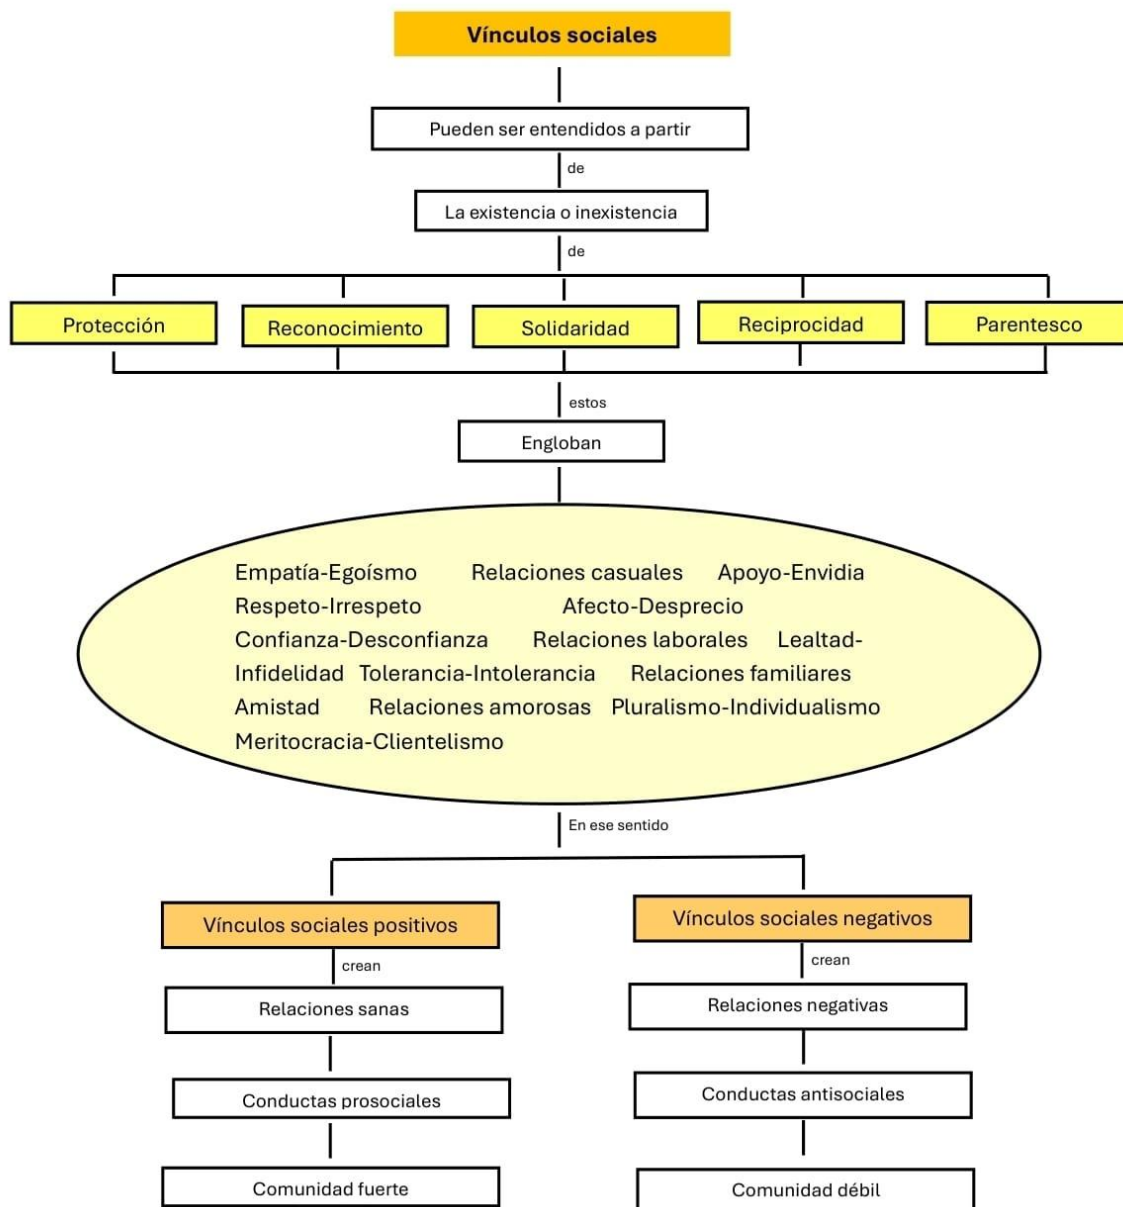 Vínculos sociales
Pueden ser entendidos a partir
de
La existencia o inexistencia
de
Protección
Reconocimiento
Solidaridad
Reciprocidad
Parentesco
estos
Engloban
Empatía-Egoísmo Relaciones casuales Apoyo-Envidia
Respeto-Irrespeto Afecto-Desprecio
Confianza-Desconfianza Relaciones laborales Lealtad-
Infidelidad Tolerancia-Intolerancia Relaciones familiares
Amistad Relaciones amorosas Pluralismo-Individualismo
Meritocracia-Clientelismo
En ese sentido
Vínculos sociales positivos
crean
Relaciones sanas
Conductas prosociales
Comunidad fuerte
Vínculos sociales negativos
crean
Relaciones negativas
Conductas antisociales
Comunidad débil